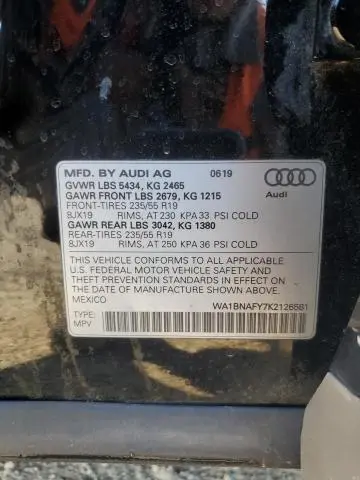 MFD. BY AUDI AG 0619
GVWR LBS 5434, KG 2465
GAWR FRONT LBS 2679, KG 1215
FRONT-TIRES 235/55 R19
8JX19 RIMS, AT 230 KPA 33 PSI COLD
GAWR REAR LBS 3042, KG 1380
REAR-TIRES 235/55 R19
8JX19 RIMS, AT 250 KPA 36 PSI COLD
Audi
THIS VEHICLE CONFORMS TO ALL APPLICABLE
U.S. FEDERAL MOTOR VEHICLE SAFETY AND
THEFT PREVENTION STANDARDS IN EFFECT ON
THE DATE OF MANUFACTURE SHOWN ABOVE.
MEXICO
TYPE: WA1BNAFY7K2126581
MPV